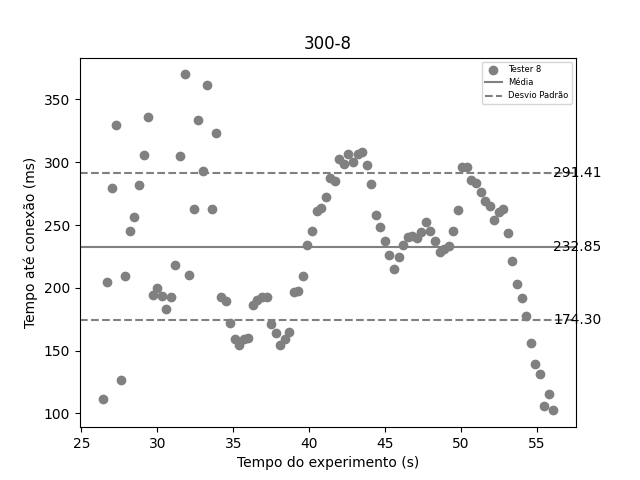 300-8
Tester 8
Média
Desvio Padrão
350
300
250
200
150
100
291.41
232.85
174.30
Tempo até conexão (ms)
25 30 35 40 45 50 55
Tempo do experimento (s)